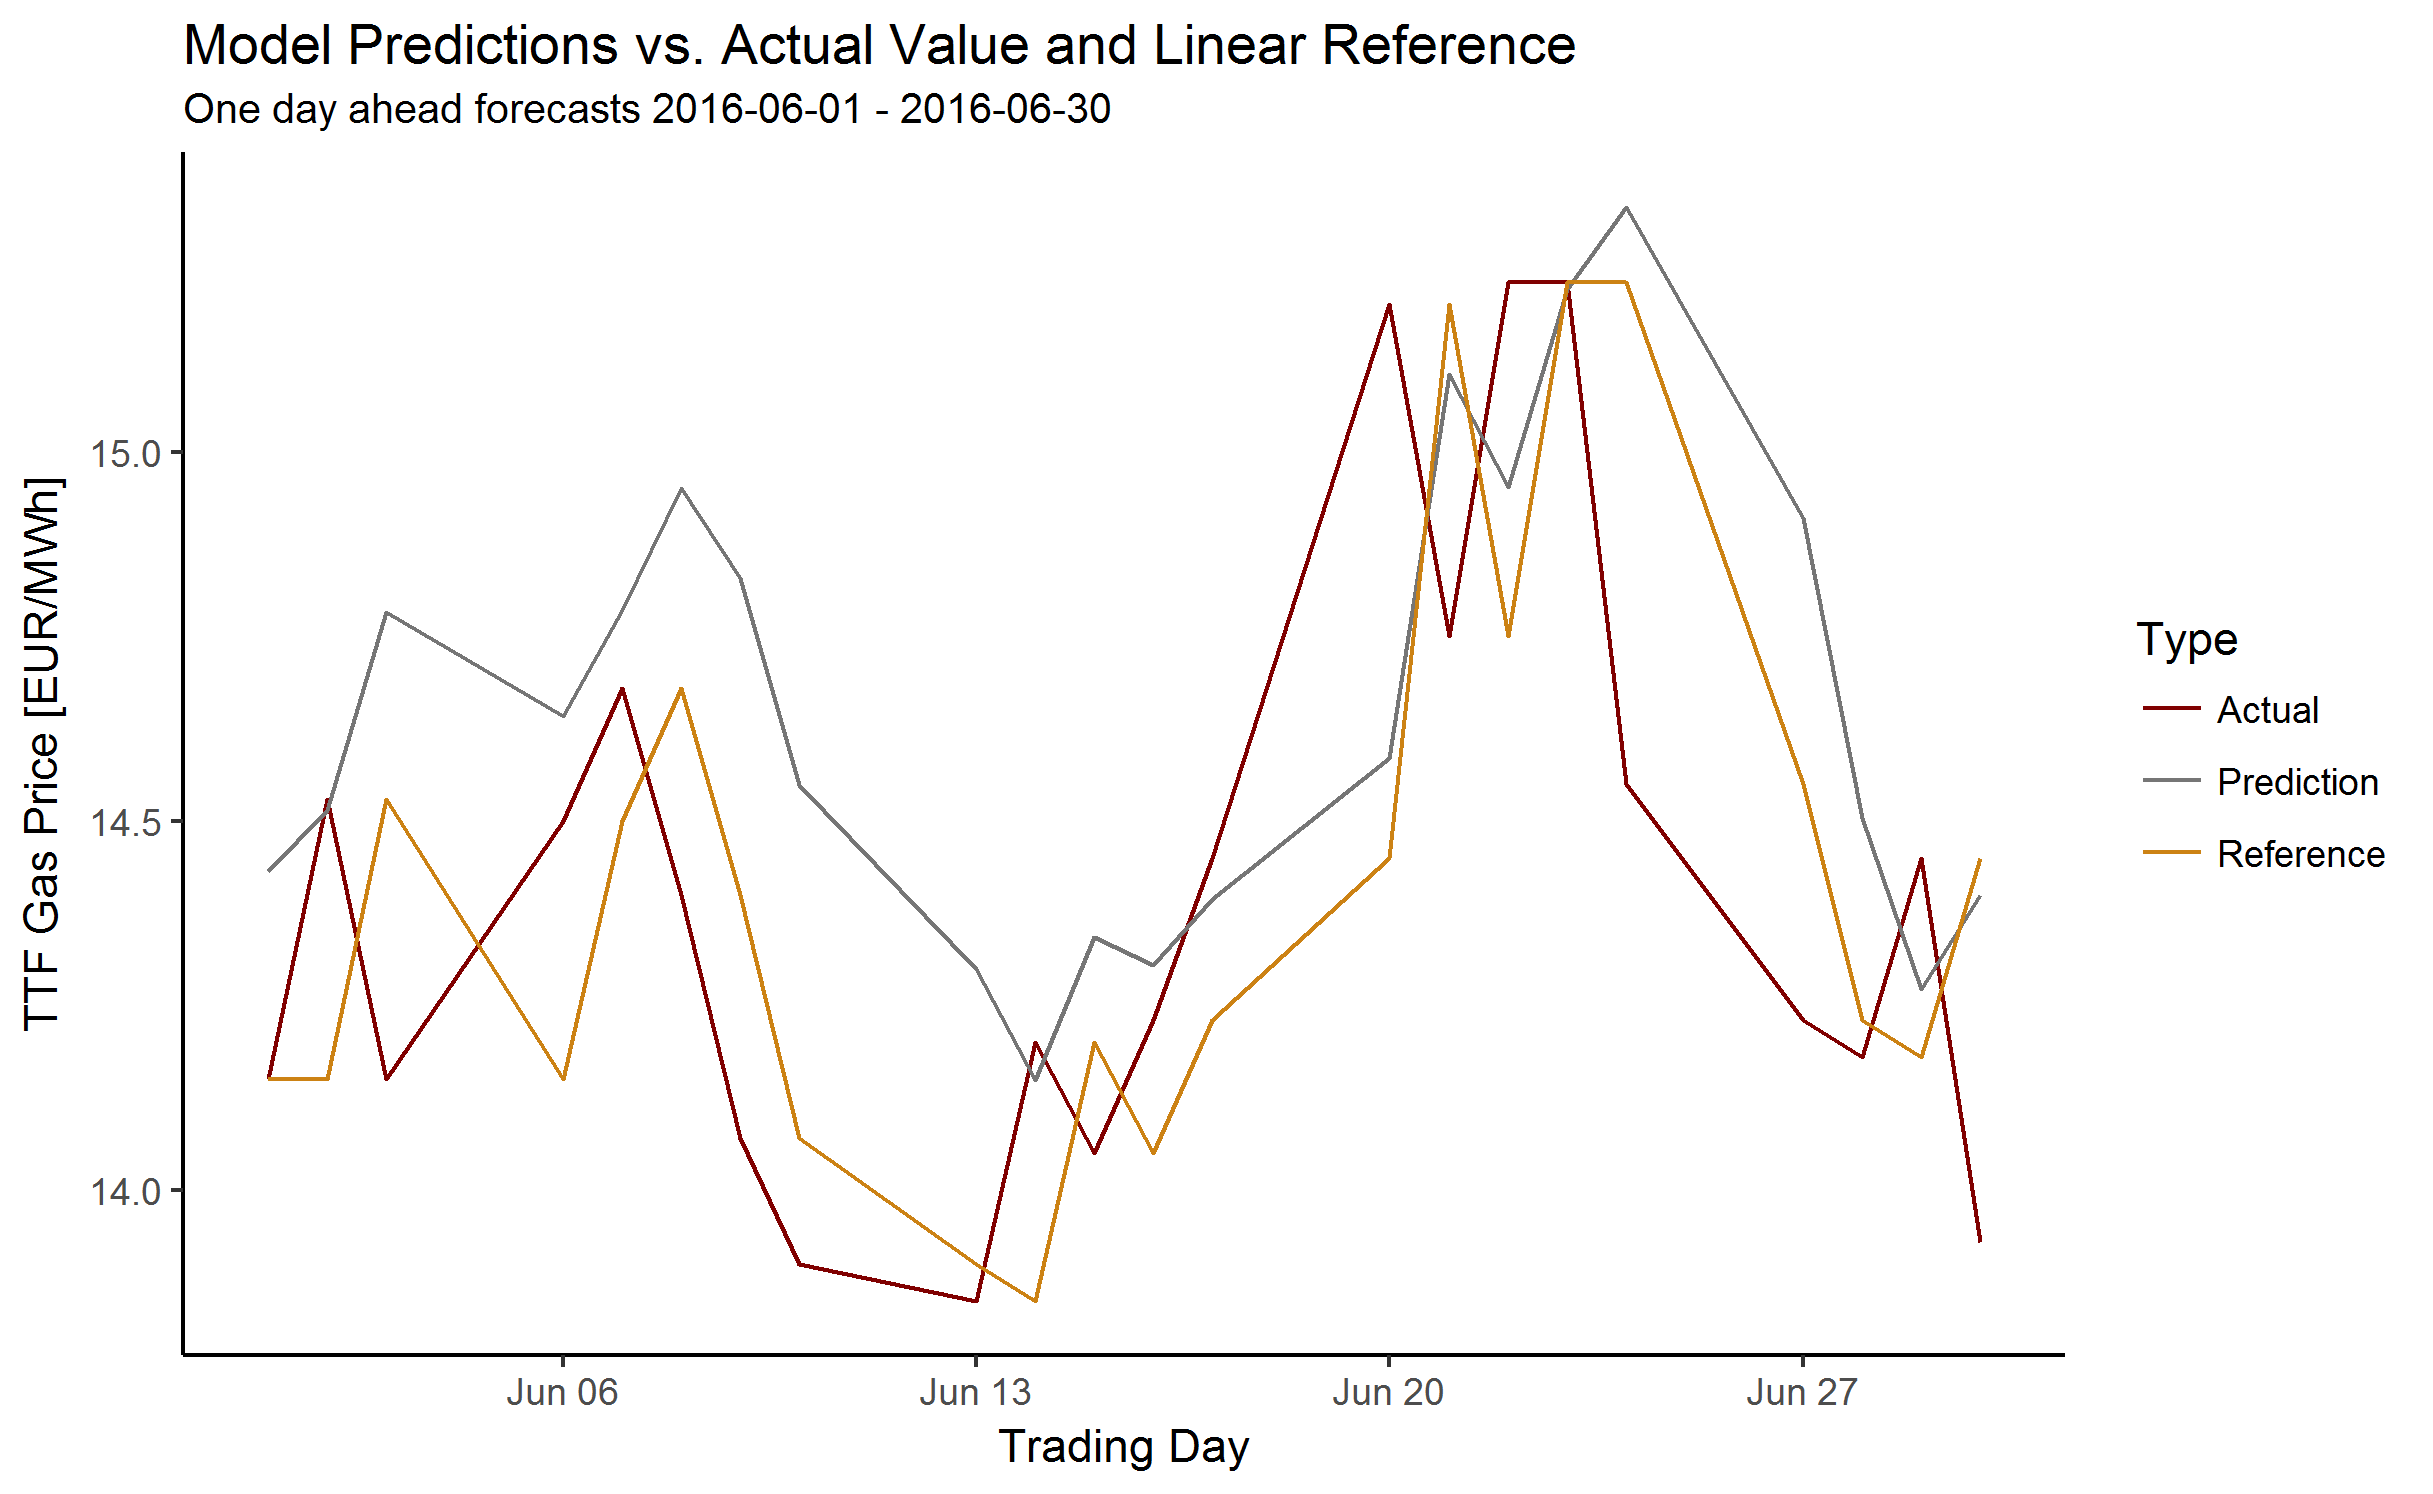 Model Predictions vs. Actual Value and Linear Reference
One day ahead forecasts 2016-06-01 - 2016-06-30
TTF Gas Price [EUR/MWh]
15.0
14.5
14.0
Jun 06
Jun 13
Jun 20
Jun 27
Trading Day
Type
Actual
Prediction
Reference